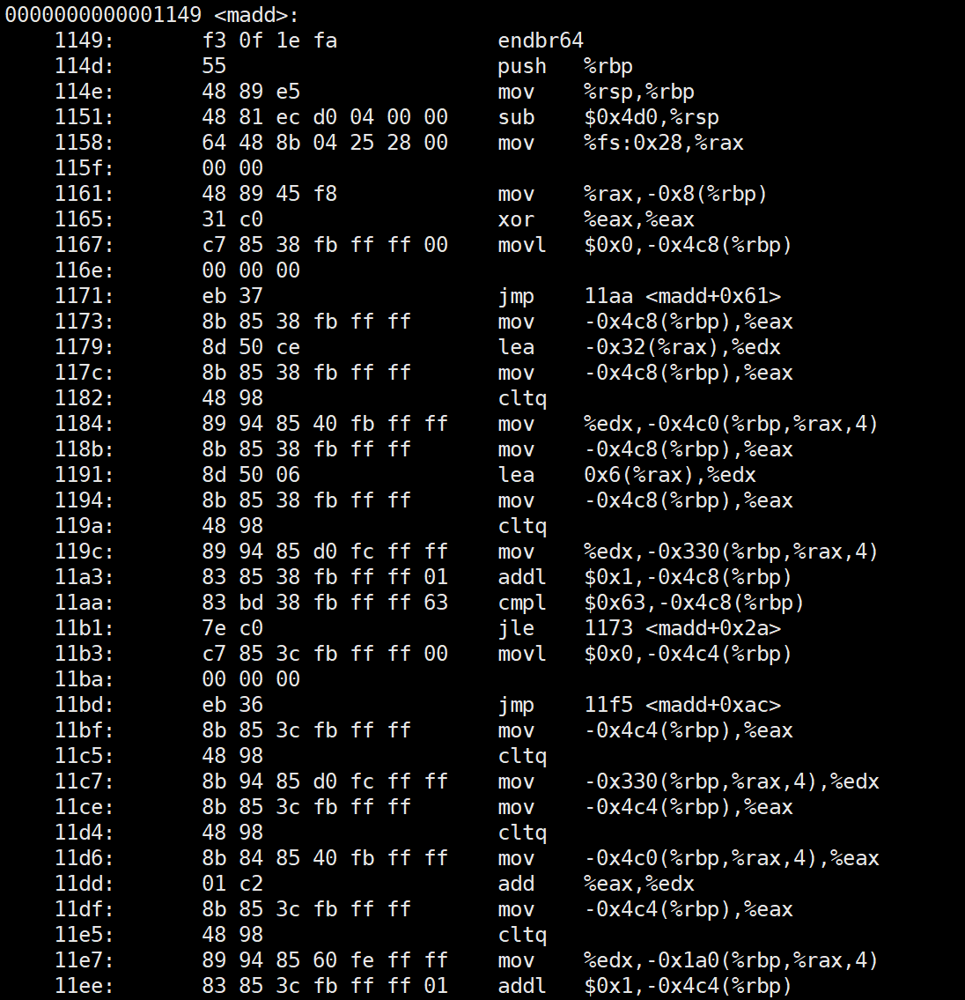 0000000000001149 <madd>:
    1149:       f3 0f 1e fa             endbr64
    114d:       55                      push   %rbp
    114e:       48 89 e5                mov    %rsp,%rbp
    1151:       48 81 ec d0 04 00 00    sub    $0x4d0,%rsp
    1158:       64 48 8b 04 25 28 00    mov    %fs:0x28,%rax
    115f:       00 00
    1161:       48 89 45 f8             mov    %rax,-0x8(%rbp)
    1165:       31 c0                   xor    %eax,%eax
    1167:       c7 85 38 fb ff ff 00    movl   $0x0,-0x4c8(%rbp)
    116e:       00 00 00
    1171:       eb 37                   jmp    11aa <madd+0x61>
    1173:       8b 85 38 fb ff ff       mov    -0x4c8(%rbp),%eax
    1179:       8d 50 ce                lea    -0x32(%rax),%edx
    117c:       8b 85 38 fb ff ff       mov    -0x4c8(%rbp),%eax
    1182:       48 98                   cltq
    1184:       89 94 85 40 fb ff ff    mov    %edx,-0x4c0(%rbp,%rax,4)
    118b:       8b 85 38 fb ff ff       mov    -0x4c8(%rbp),%eax
    1191:       8d 50 06                lea    0x6(%rax),%edx
    1194:       8b 85 38 fb ff ff       mov    -0x4c8(%rbp),%eax
    119a:       48 98                   cltq
    119c:       89 94 85 d0 fc ff ff    mov    %edx,-0x330(%rbp,%rax,4)
    11a3:       83 85 38 fb ff ff 01    addl   $0x1,-0x4c8(%rbp)
    11aa:       83 bd 38 fb ff ff 63    cmpl   $0x63,-0x4c8(%rbp)
    11b1:       7e c0                   jle    1173 <madd+0x2a>
    11b3:       c7 85 3c fb ff ff 00    movl   $0x0,-0x4c4(%rbp)
    11ba:       00 00 00
    11bd:       eb 36                   jmp    11f5 <madd+0xac>
    11bf:       8b 85 3c fb ff ff       mov    -0x4c4(%rbp),%eax
    11c5:       48 98                   cltq
    11c7:       8b 94 85 d0 fc ff ff    mov    -0x330(%rbp,%rax,4),%edx
    11ce:       8b 85 3c fb ff ff       mov    -0x4c4(%rbp),%eax
    11d4:       48 98                   cltq
    11d6:       8b 84 85 40 fb ff ff    mov    -0x4c0(%rbp,%rax,4),%eax
    11dd:       01 c2                   add    %eax,%edx
    11df:       8b 85 3c fb ff ff       mov    -0x4c4(%rbp),%eax
    11e5:       48 98                   cltq
    11e7:       89 94 85 60 fe ff ff    mov    %edx,-0x1a0(%rbp,%rax,4)
    11ee:       83 85 3c fb ff ff 01    addl   $0x1,-0x4c4(%rbp)